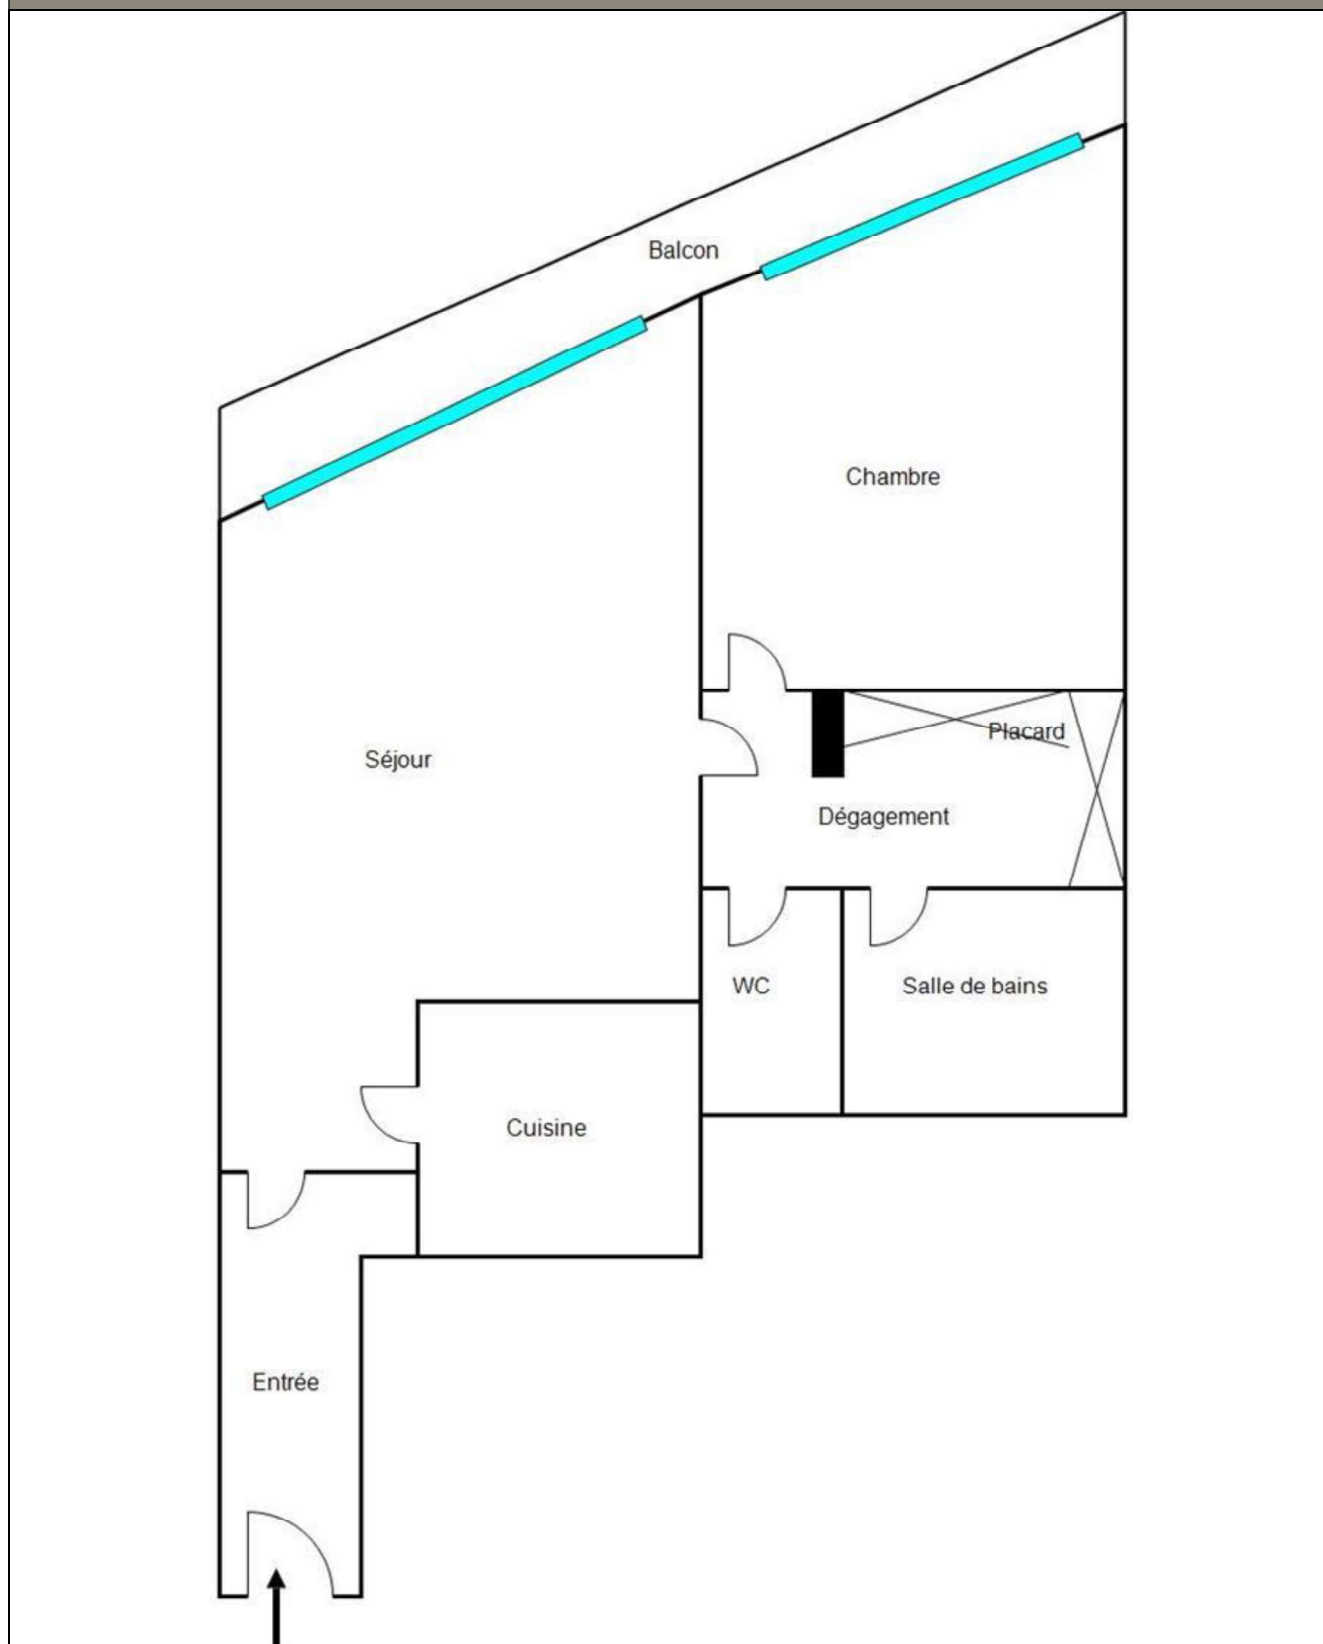 Balcon
Chambre
Placard
Séjour
Dégagement
WC
Salle de bains
Cuisine
Entrée